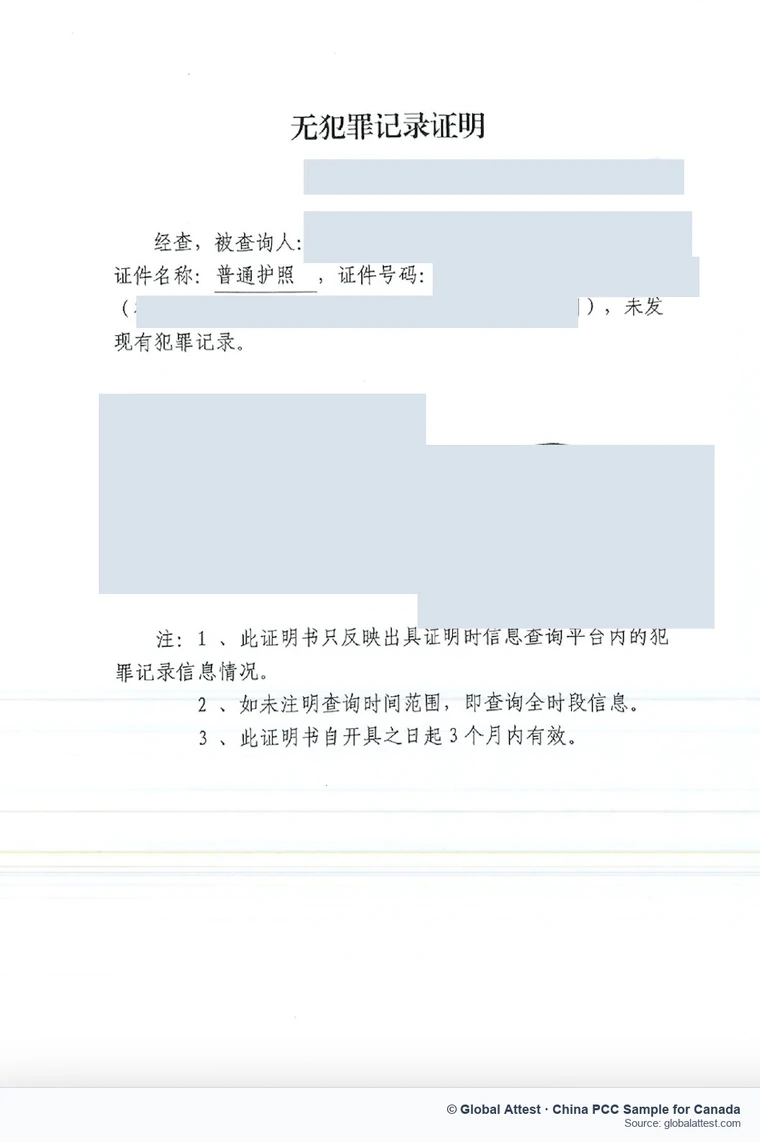 无犯罪记录证明
经查，被查询人：
证件名称：普通护照，证件号码：
（
），未发
现有犯罪记录。
注：1、此证明书只反映出具证明时信息查询平台内的犯
罪记录信息情况。
2、如未注明查询时间范围，即查询全时段信息。
3、此证明书自开具之日起3个月内有效。
© Global Attest · China PCC Sample for Canada
Source: globalattest.com